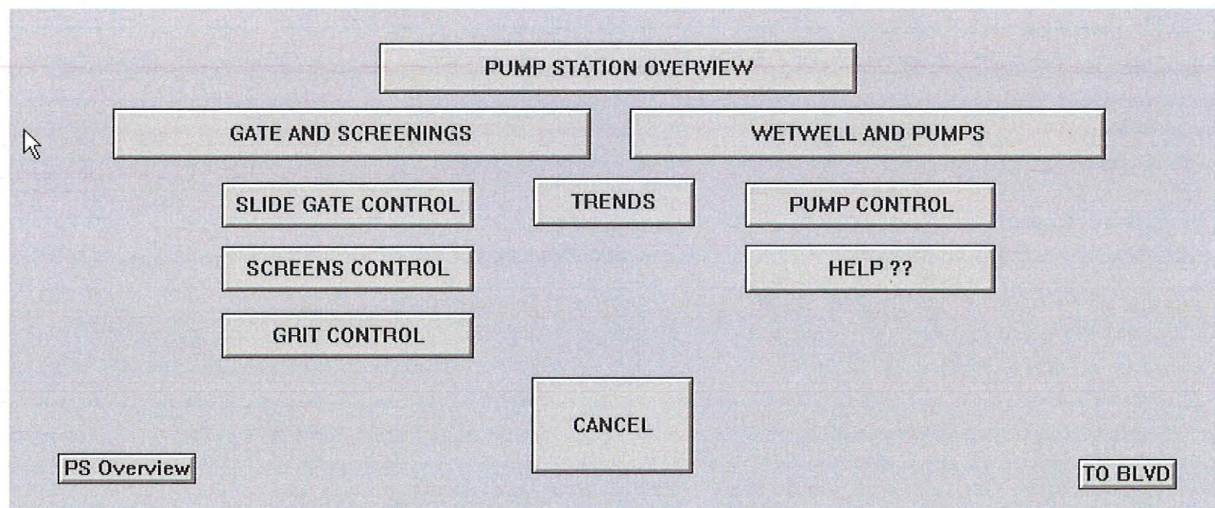 PUMP STATION OVERVIEW
GATE AND SCREENINGS
WETWELL AND PUMPS
SLIDE GATE CONTROL
TRENDS
PUMP CONTROL
SCREENS CONTROL
HELP ??
GRIT CONTROL
CANCEL
PS Overview
TO BLVD